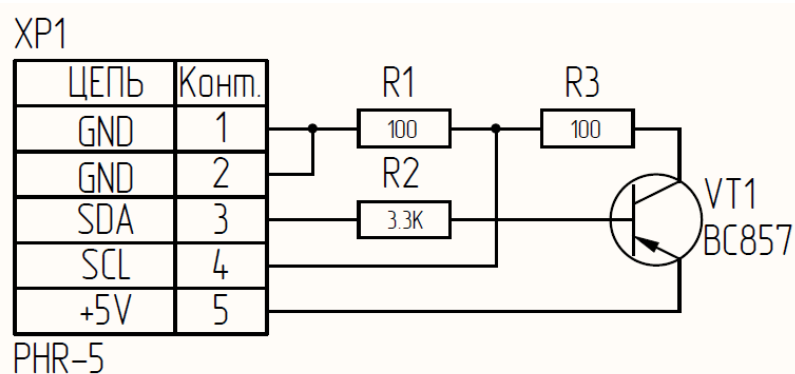 XP1
ЦЕПЬ Конт.
GND 1
GND 2
SDA 3
SCL 4
+5V 5
PHR-5
R1
100
R3
100
R2
3.3K
VT1
BC857